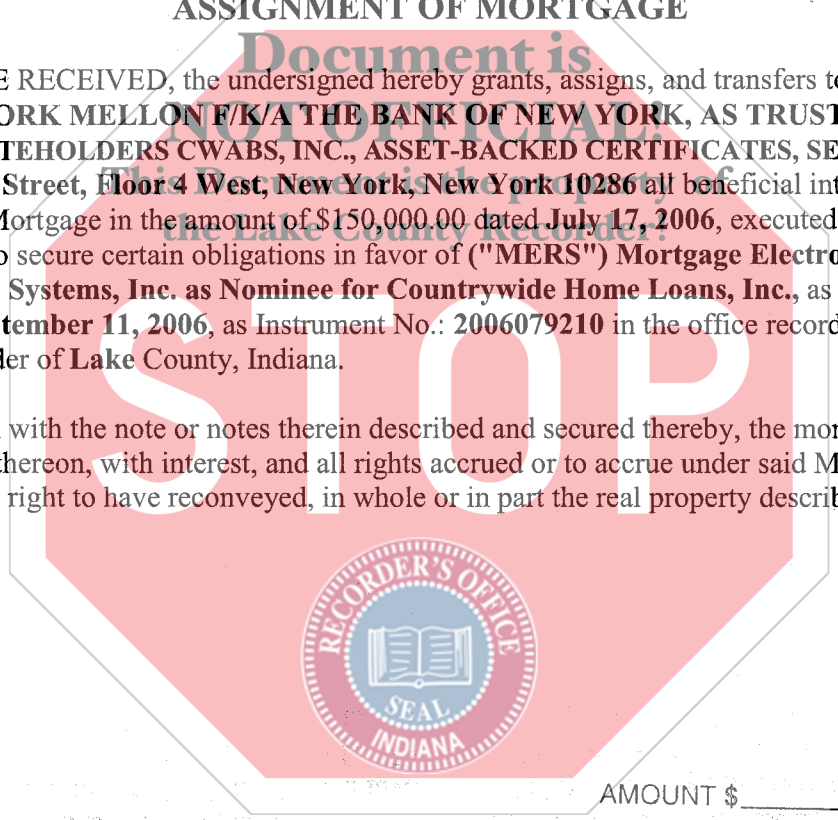 ASSIGNMENT OF MORTGAGE
Document is
E RECEIVED, the undersigned hereby grants, assigns, and transfers t
ORK MELLON F/K/A THE BANK OF NEW YORK, AS TRUST
NOT OFFICIAL!
TEHOLDERS CWABS, INC., ASSET-BACKED CERTIFICATES, SE
This Document is the property of
Street, Floor 4 West, New York, New York 10286 all beneficial in
Mortgage in the amount of $150,000.00 dated July 17, 2006, executed
the Lake County Recorder!
o secure certain obligations in favor of ("MERS") Mortgage Electro
Systems, Inc. as Nominee for Countrywide Home Loans, Inc., as
tember 11, 2006, as Instrument No.: 2006079210 in the office record
der of Lake County, Indiana.
STOP
with the note or notes therein described and secured thereby, the mor
thereon, with interest, and all rights accrued or to accrue under said M
right to have reconveyed, in whole or in part the real property describ
RECORDER'S OFFICE
SEAL
INDIANA
AMOUNT $